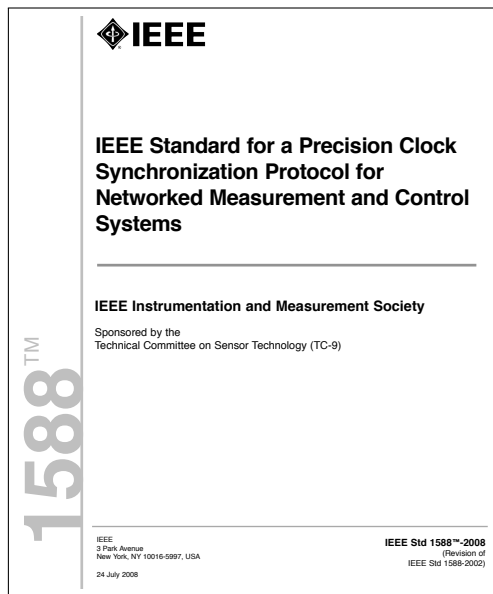 IEEE
IEEE Standard for a Precision Clock
Synchronization Protocol for
Networked Measurement and Control
Systems
IEEE Instrumentation and Measurement Society
Sponsored by the
Technical Committee on Sensor Technology (TC-9)
1588™
IEEE
3 Park Avenue
New York, NY 10016-5997, USA
24 July 2008
IEEE Std 1588™-2008
(Revision of
IEEE Std 1588-2002)